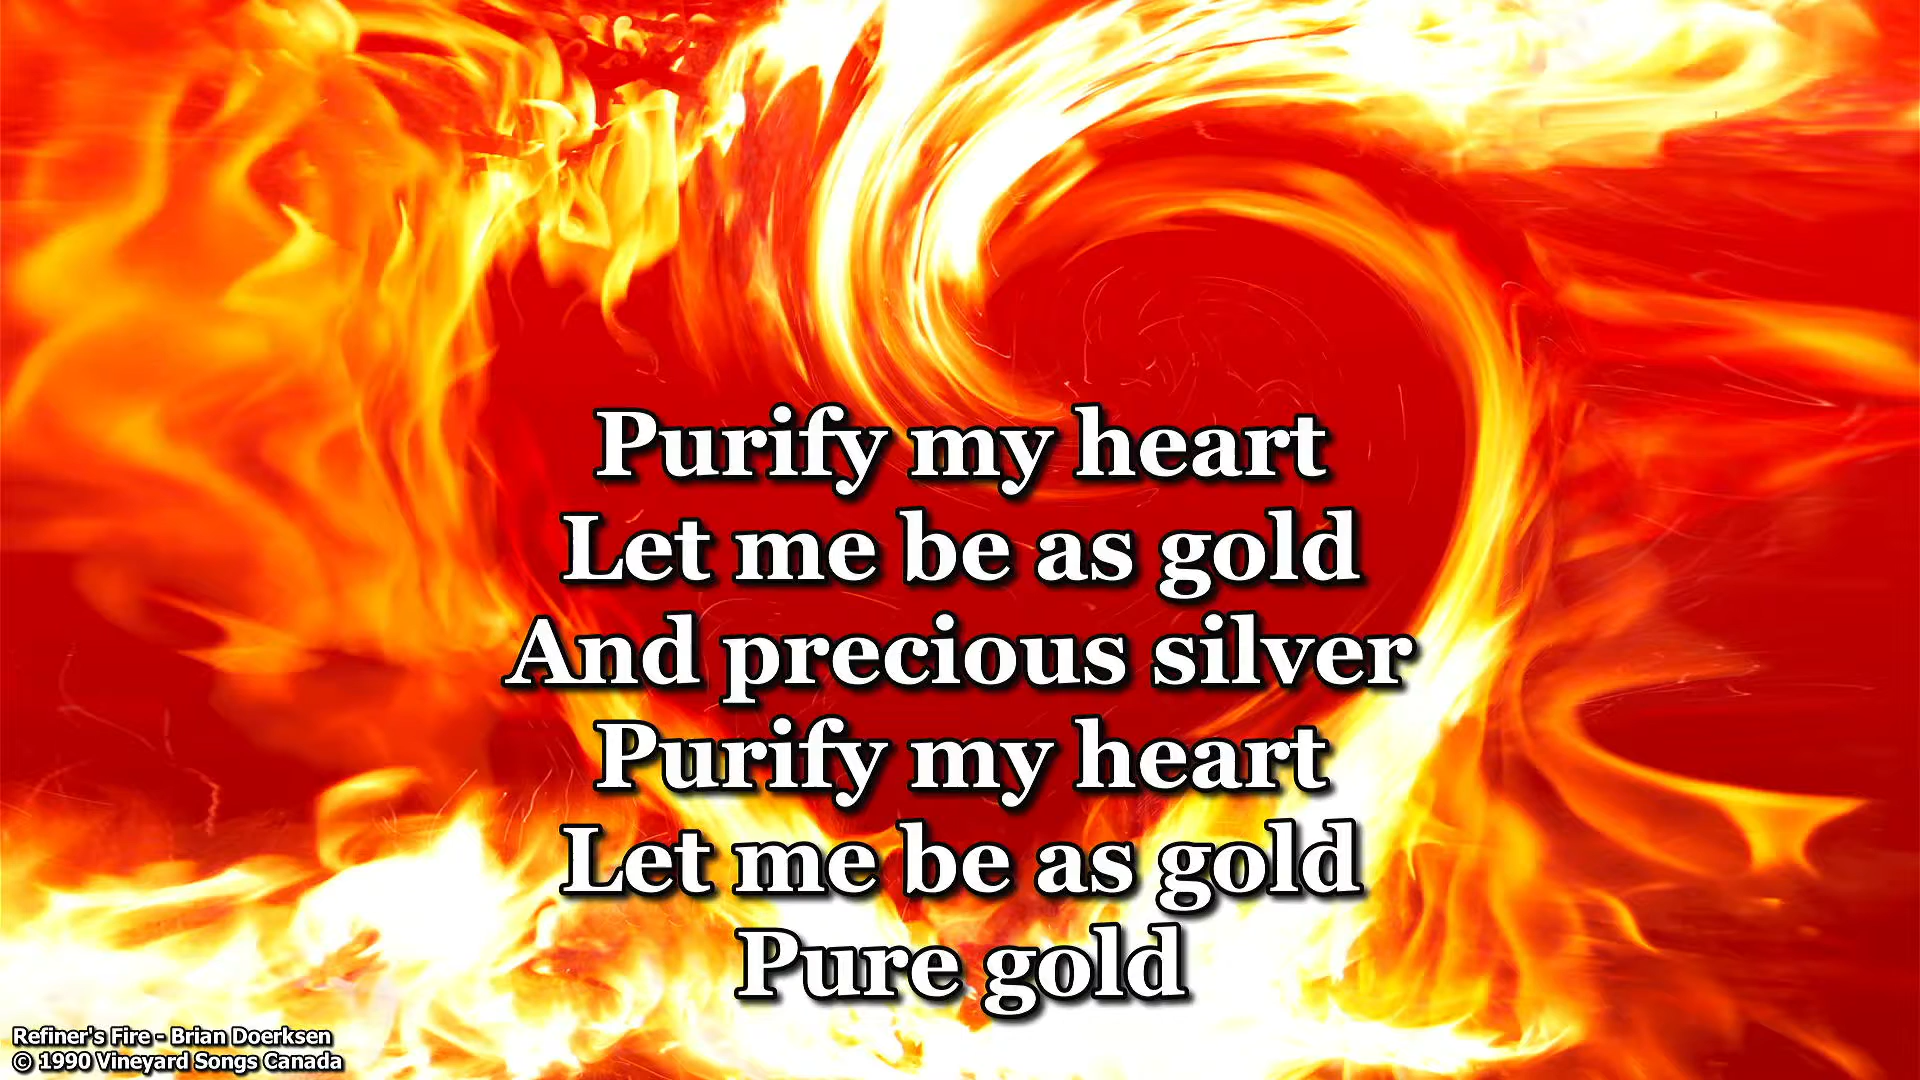 Purify my heart
Let me be as gold
And precious silver
Purify my heart
Let me be as gold
Pure gold
Refiner's Fire - Brian Doerksen
© 1990 Vineyard Songs Canada